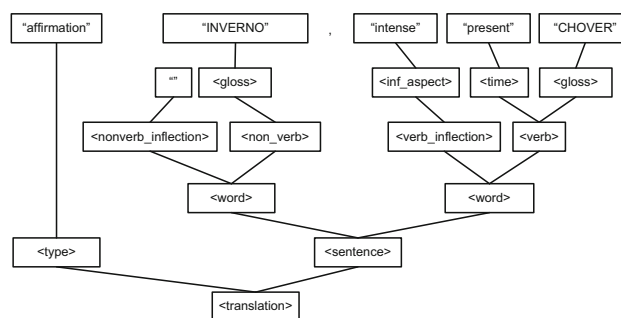 “affirmation” “INVERNO” , “intense” “present” “CHOVER”
“” <gloss> <inf_aspect> <time> <gloss>
<nonverb_inflection> <non_verb> <verb_inflection> <verb>
<word> <word>
<type> <sentence>
<translation>